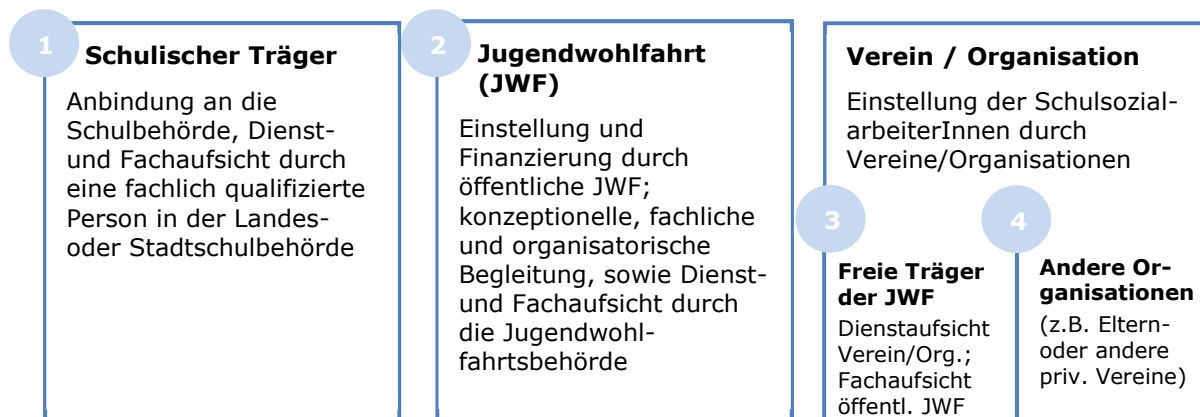 1
Schulischer Träger
Anbindung an die
Schulbehörde, Dienst-
und Fachaufsicht durch
eine fachlich qualifizierte
Person in der Landes-
oder Stadtschulbehörde
2
Jugendwohlfahrt
(JWF)
Einstellung und
Finanzierung durch
öffentliche JWF;
konzeptionelle, fachliche
und organisatorische
Begleitung, sowie Dienst-
und Fachaufsicht durch
die Jugendwohl-
fahrtsbehörde
Verein / Organisation
Einstellung der Schulsozial-
arbeiterInnen durch
Vereine/Organisationen
3
Freie Träger
der JWF
Dienstaufsicht
Verein/Org.;
Fachaufsicht
öffentl. JWF
4
Andere Or-
ganisationen
(z.B. Eltern-
oder andere
priv. Vereine)